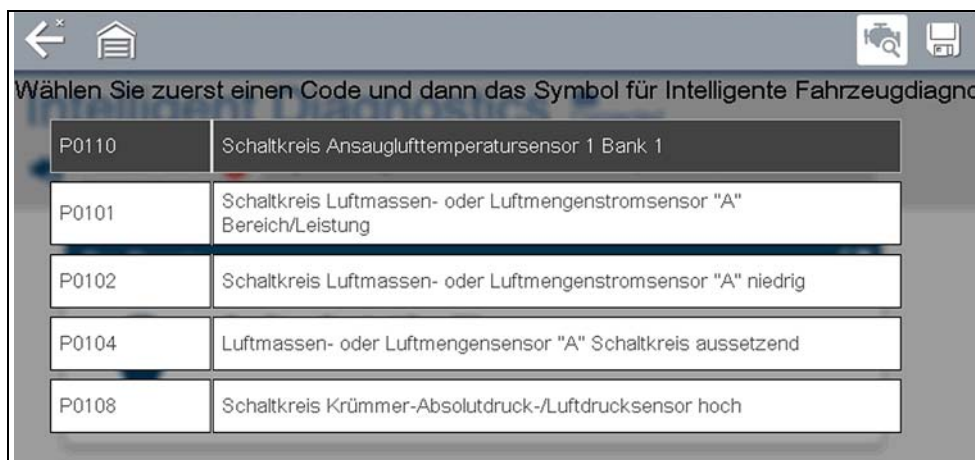 Wählen Sie zuerst einen Code und dann das Symbol für Intelligente Fahrzeugdiagno
Intelligent Diagnostics
P0110 Schaltkreis Ansauglufttemperatursensor 1 Bank 1
P0101 Schaltkreis Luftmassen- oder Luftmengenstromsensor "A"
Bereich/Leistung
P0102 Schaltkreis Luftmassen- oder Luftmengenstromsensor "A" niedrig
P0104 Luftmassen- oder Luftmengensensor "A" Schaltkreis aussetzend
P0108 Schaltkreis Krümmer-Absolutdruck-/Luftdrucksensor hoch